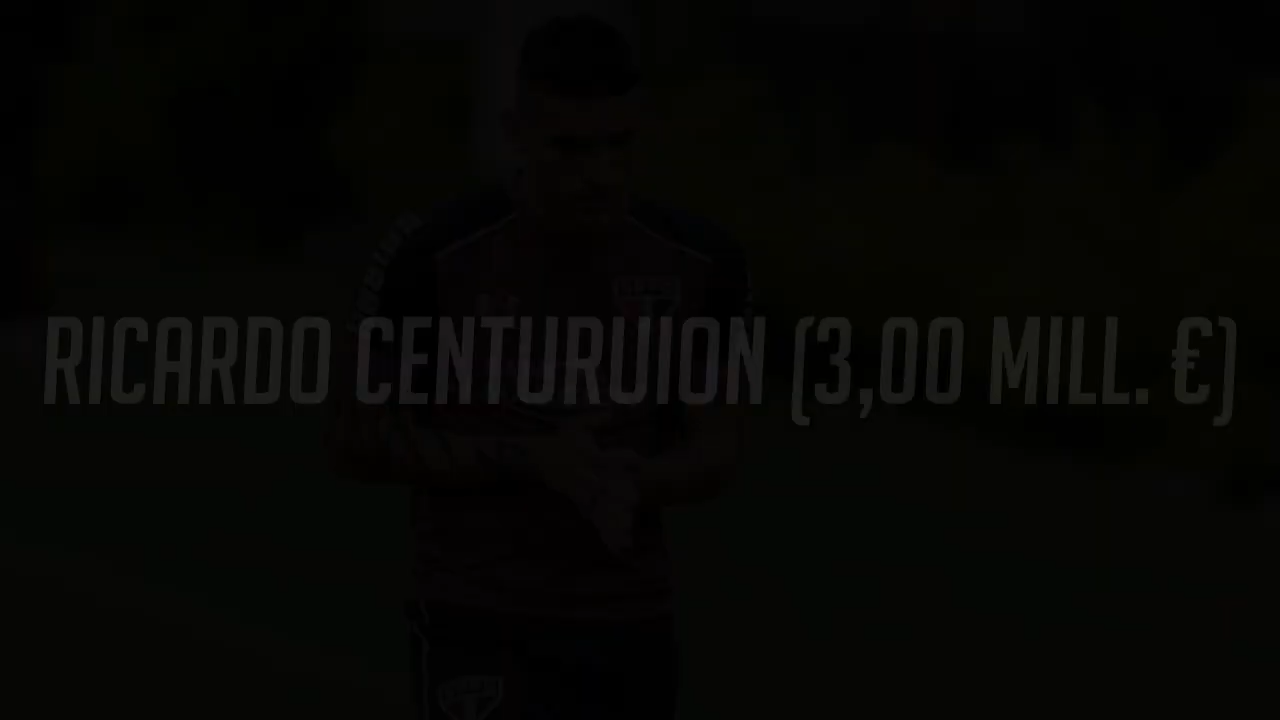 RICARDO CENTURUION (3,00 MILL. €)